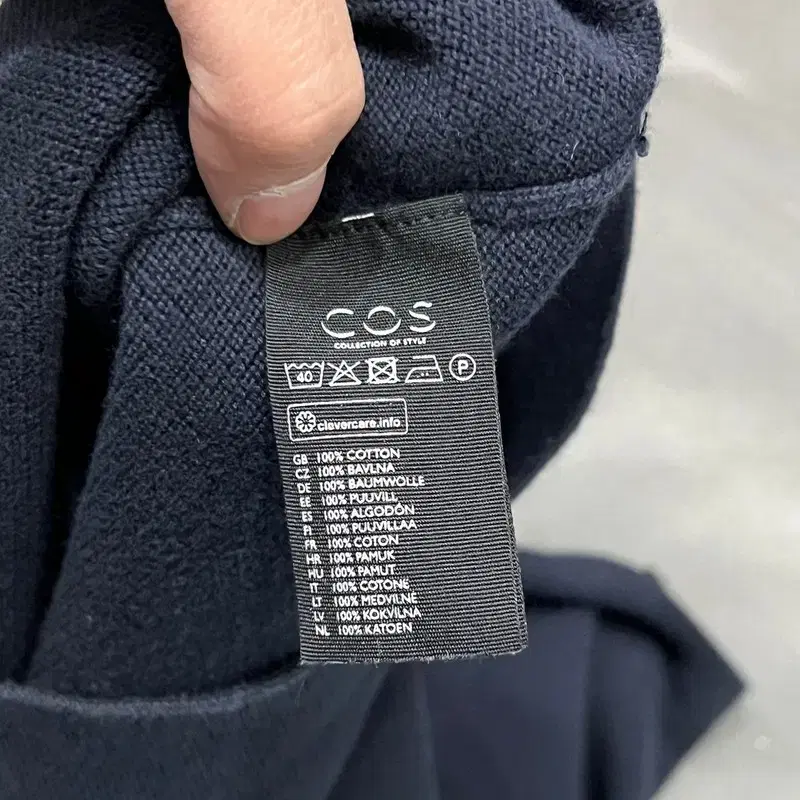 COS
COLLECTION OF STYLE
40 P
clevercare.info
GB 100% COTTON
CZ 100% BAVLNA
DE 100% BAUMWOLLE
EE 100% PUUVILL
ES 100% ALGODÓN
FI 100% PUUVILLAA
FR 100% COTON
HR 100% PAMUK
HU 100% PAMUT
IT 100% COTONE
LT 100% MEDVILNĖ
LV 100% KOKVILNA
NL 100% KATOEN